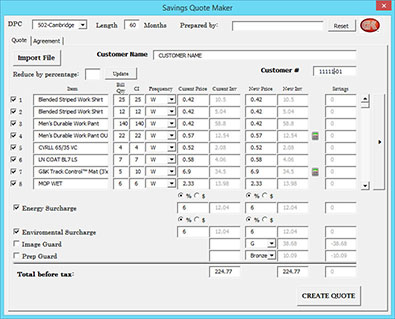 Savings Quote Maker
DPC 502-Cambridge Length 60 Months Prepared by: Reset
Quote Agreement
Import File Customer Name CUSTOMER NAME
Reduce by percentage: Update Customer # 11111-01
Item Bill Qty CI Frequency Curent Price Curent Inv New Price New Inv Savings
1 Blended Striped Work Shirt 25 25 W 0.42 10.5 0.42 10.5 0
2 Blended Striped Work Shirt 12 12 W 0.42 5.04 0.42 5.04 0
3 Men's Durable Work Pant 140 140 W 0.42 58.8 0.42 58.8 0
4 Men's Durable Work Pant OU 22 22 W 0.57 12.54 0.57 12.54 0
5 CVRLL 65/35 VC 4 4 W 0.52 2.08 0.52 2.08 0
6 LN COAT BL7 LS 7 7 W 0.58 4.06 0.58 4.06 0
7 G&K Track Control™ Mat (3'x 5 10 W 6.9 34.5 6.9 34.5 0
8 MOP WET 6 6 W 2.33 13.98 2.33 13.98 0
% $ % $
Energy Surcharge 6 12.04 6 12.04 0
% $ % $
Enviromental Surcharge 6 12.04 6 12.04 0
Image Guard G 38.68 -38.68
Prep Guard Bronze 10.09 -10.09
Total before tax: 224.77 224.77 0
CREATE QUOTE